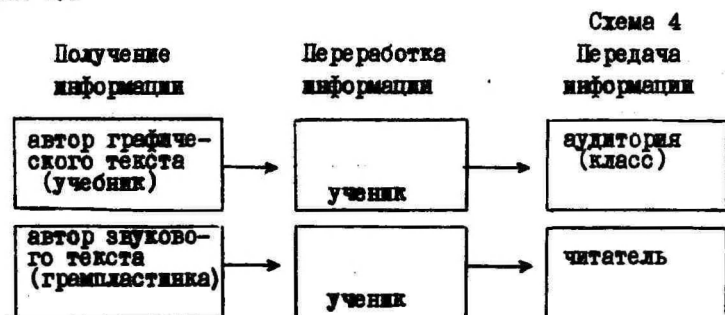 Схема 4
Получение Переработка Передача
информации информации информации
автор графиче-
ского текста
(учебник)
ученик
аудитория
(класс)
автор звуково-
го текста
(грампластинка)
ученик
читатель